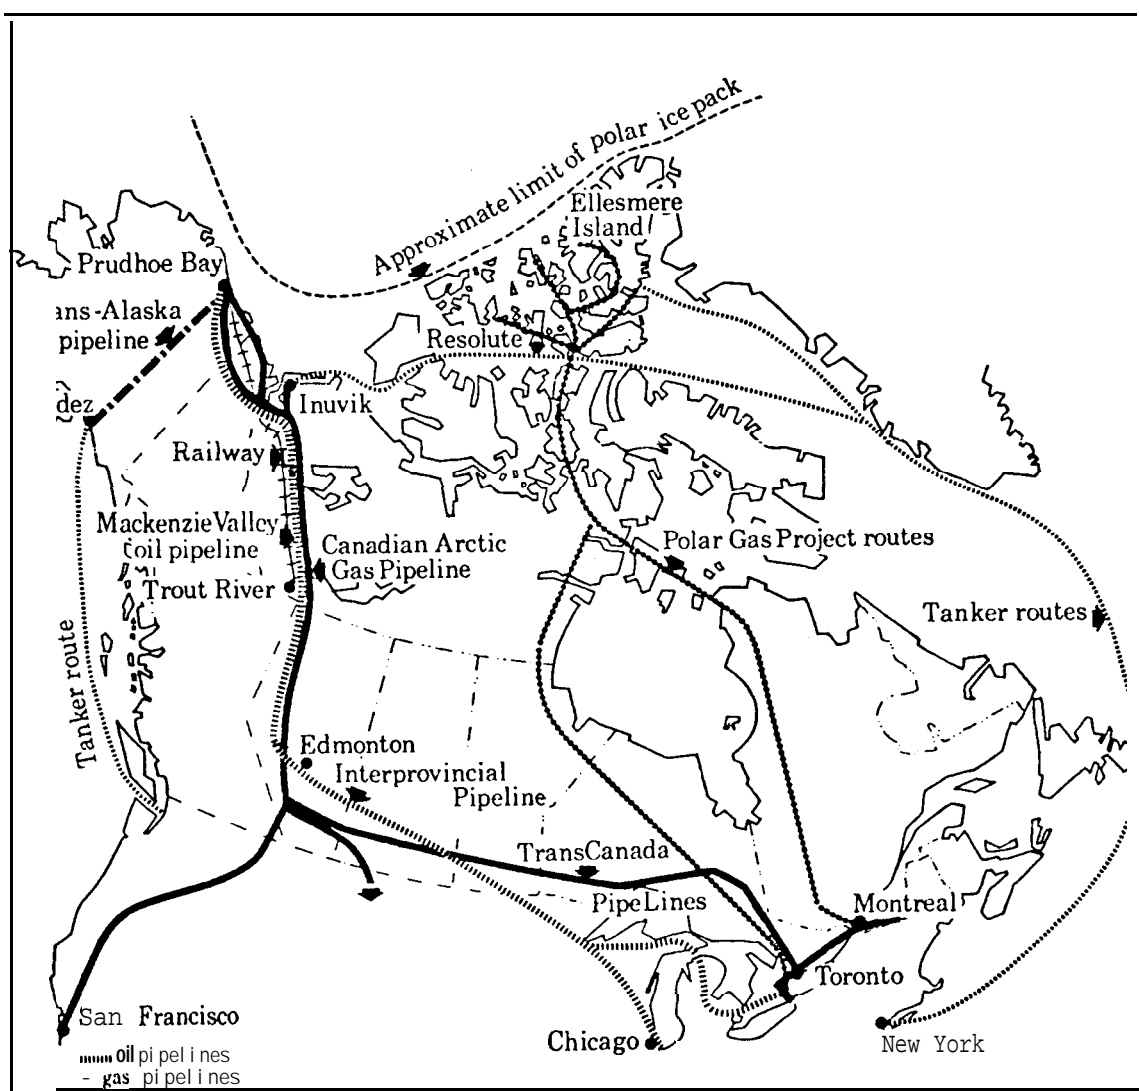 Approximate limit of polar ice pack
Ellesmere
Island
Prudhoe Bay
ans-Alaska
pipeline
Resolute
dez
Inuvik
Railway
Mackenzie Valley
oil pipeline
Canadian Arctic
Gas Pipeline
Polar Gas Project routes
Trout River
Tanker routes
Tanker route
Edmonton
Interprovincial
Pipeline
TransCanada
PipeLines
Montreal
Toronto
San Francisco
Chicago
New York
oil pipelines
- gas pipelines